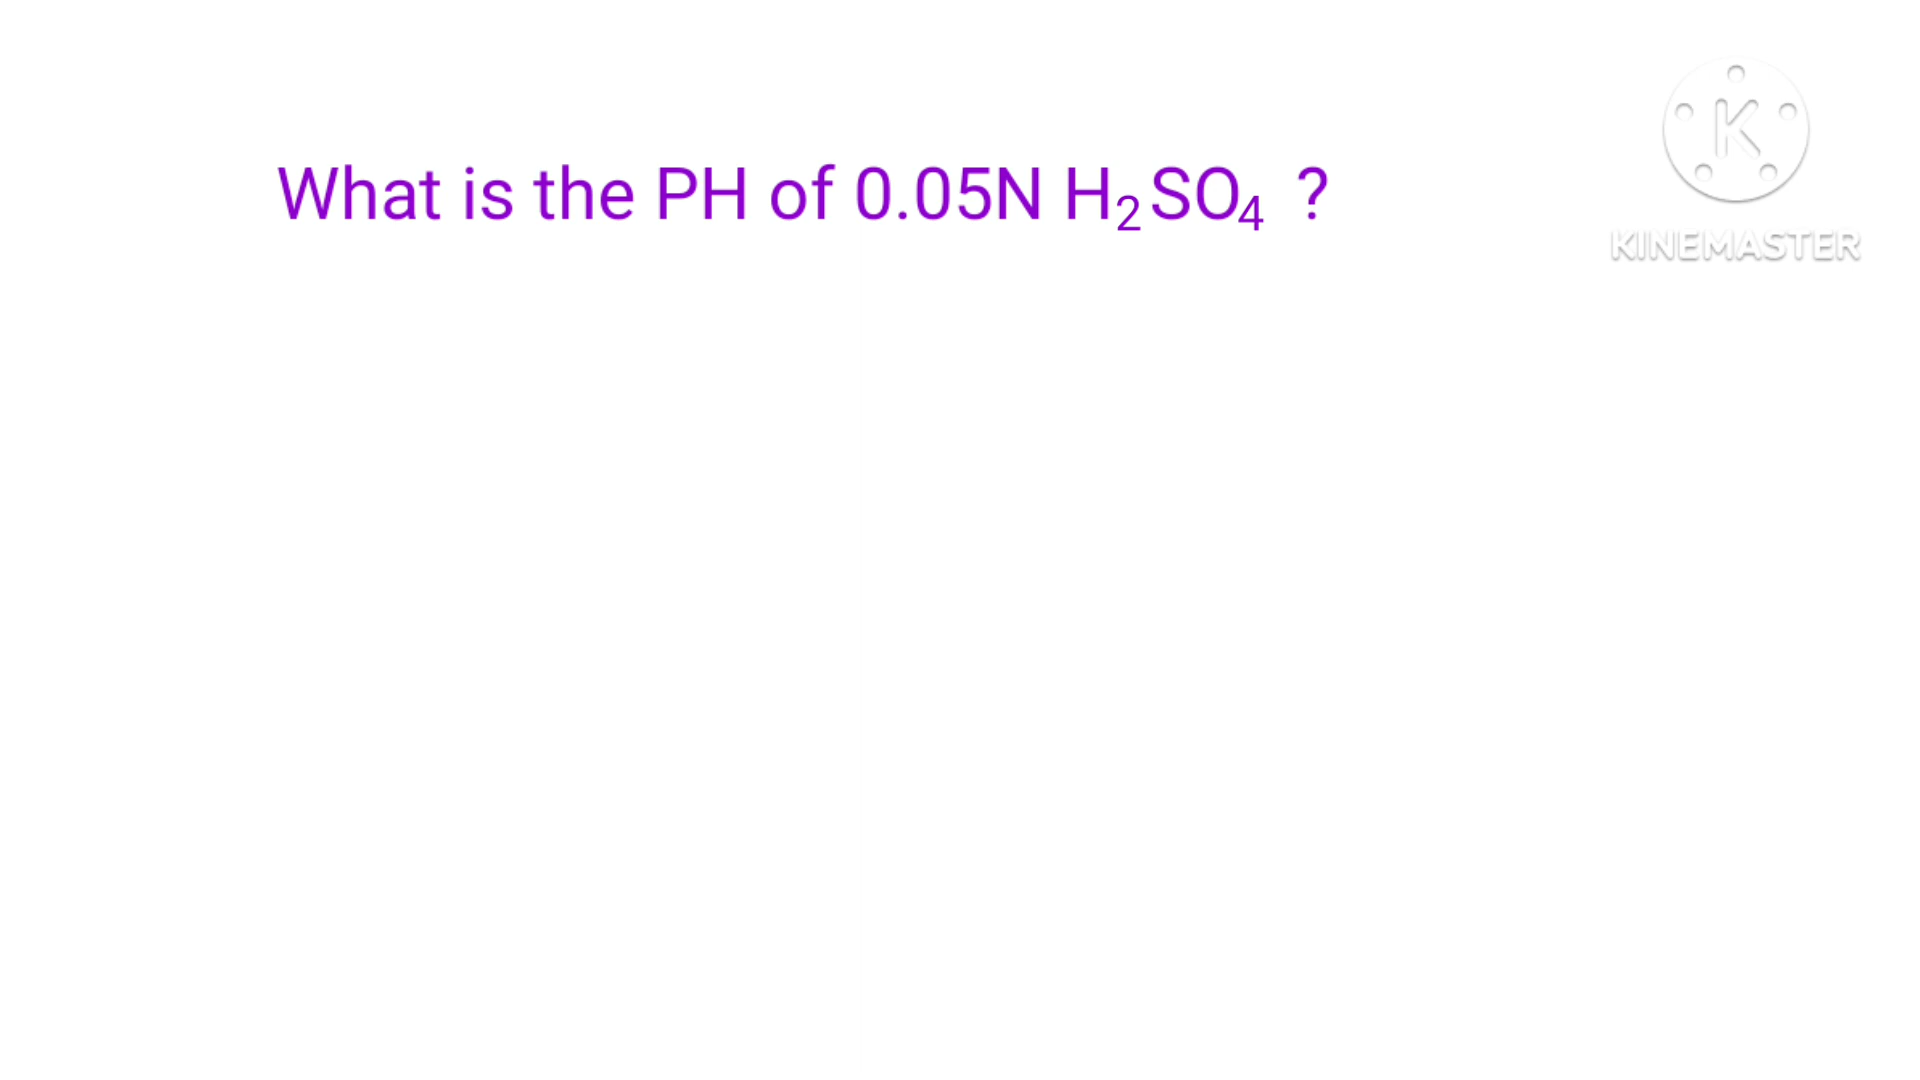 What is the PH of 0.05N H₂SO₄ ?
K
KINEMASTER